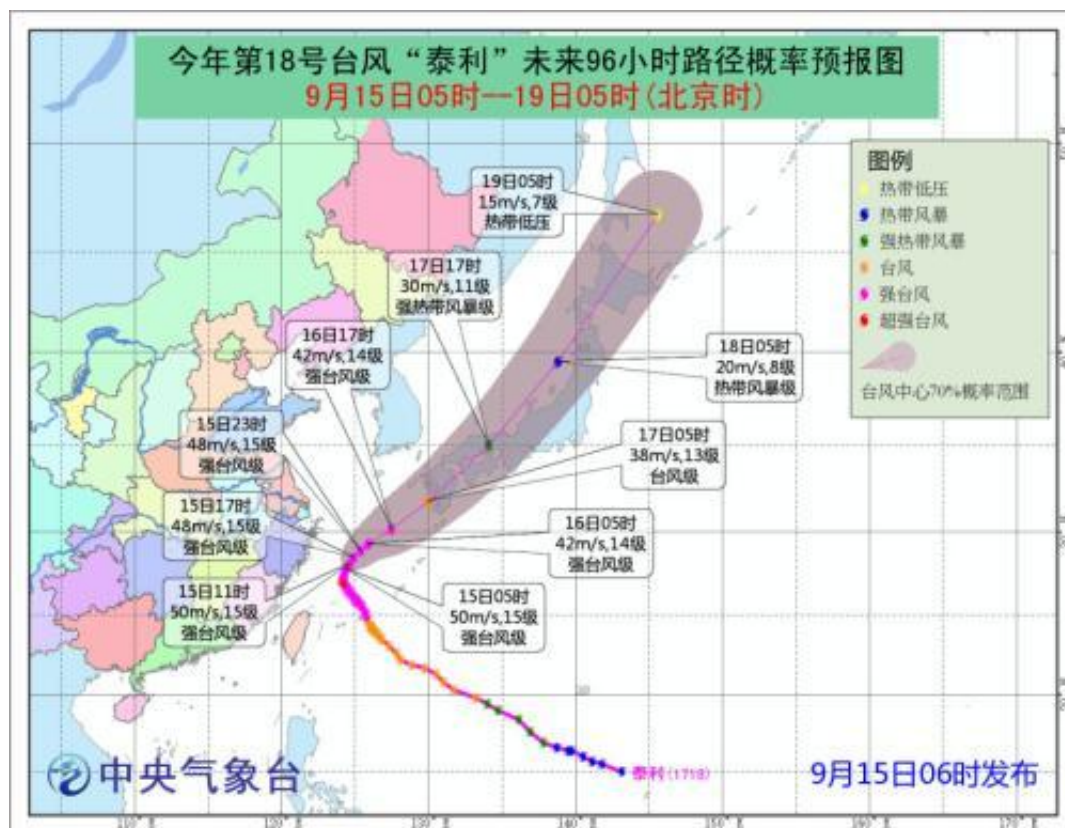 今年第18号台风“泰利”未来96小时路径概率预报图
9月15日05时—19日05时(北京时)
图例
热带低压
热带风暴
强热带风暴
台风
强台风
超强台风
台风中心70%概率范围
19日05时
15m/s,7级
热带低压
17日17时
30m/s,11级
强热带风暴级
16日17时
42m/s,14级
强台风级
18日05时
20m/s,8级
热带风暴级
15日23时
48m/s,15级
强台风级
17日05时
38m/s,13级
台风级
15日17时
48m/s,15级
强台风级
16日05时
42m/s,14级
强台风级
15日11时
50m/s,15级
强台风级
15日05时
50m/s,15级
强台风级
泰利(1718)
中央气象台
9月15日06时发布
110°E
120°E
130°E
140°E
150°E
160°E
170°E